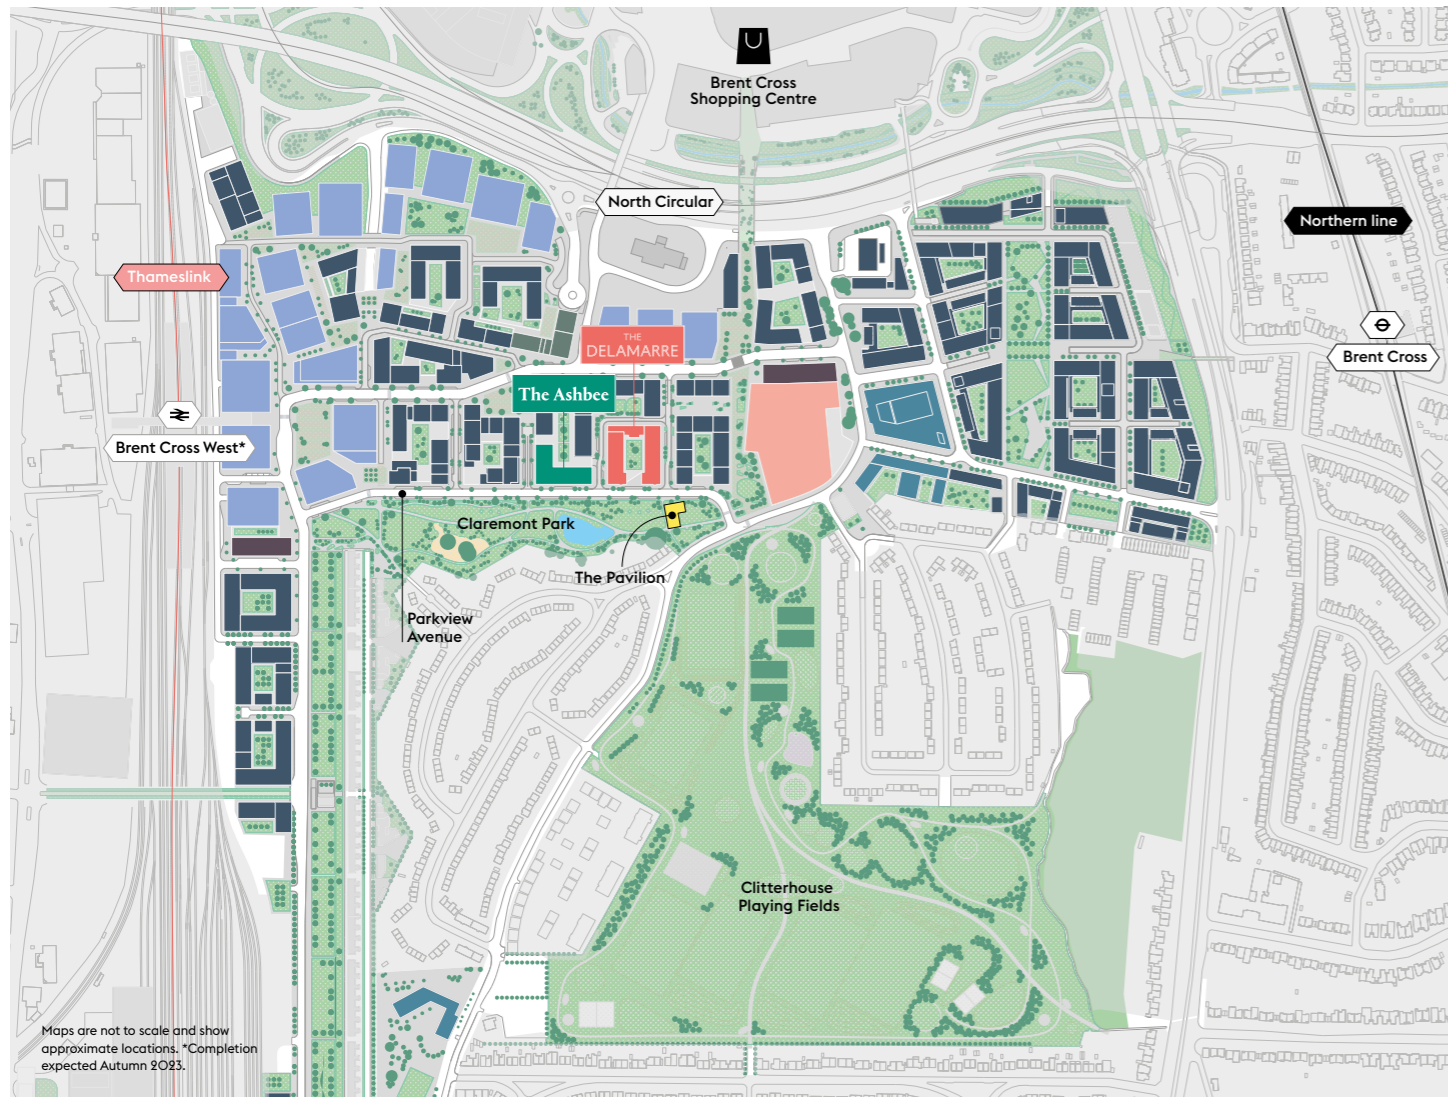 Brent Cross
Shopping Centre
North Circular
Northern line
Thameslink
THE
DELAMARRE
Brent Cross
The Ashbee
Brent Cross West*
Claremont Park
The Pavilion
Parkview
Avenue
Clitterhouse
Playing Fields
Maps are not to scale and show
approximate locations. *Completion
expected Autumn 2023.